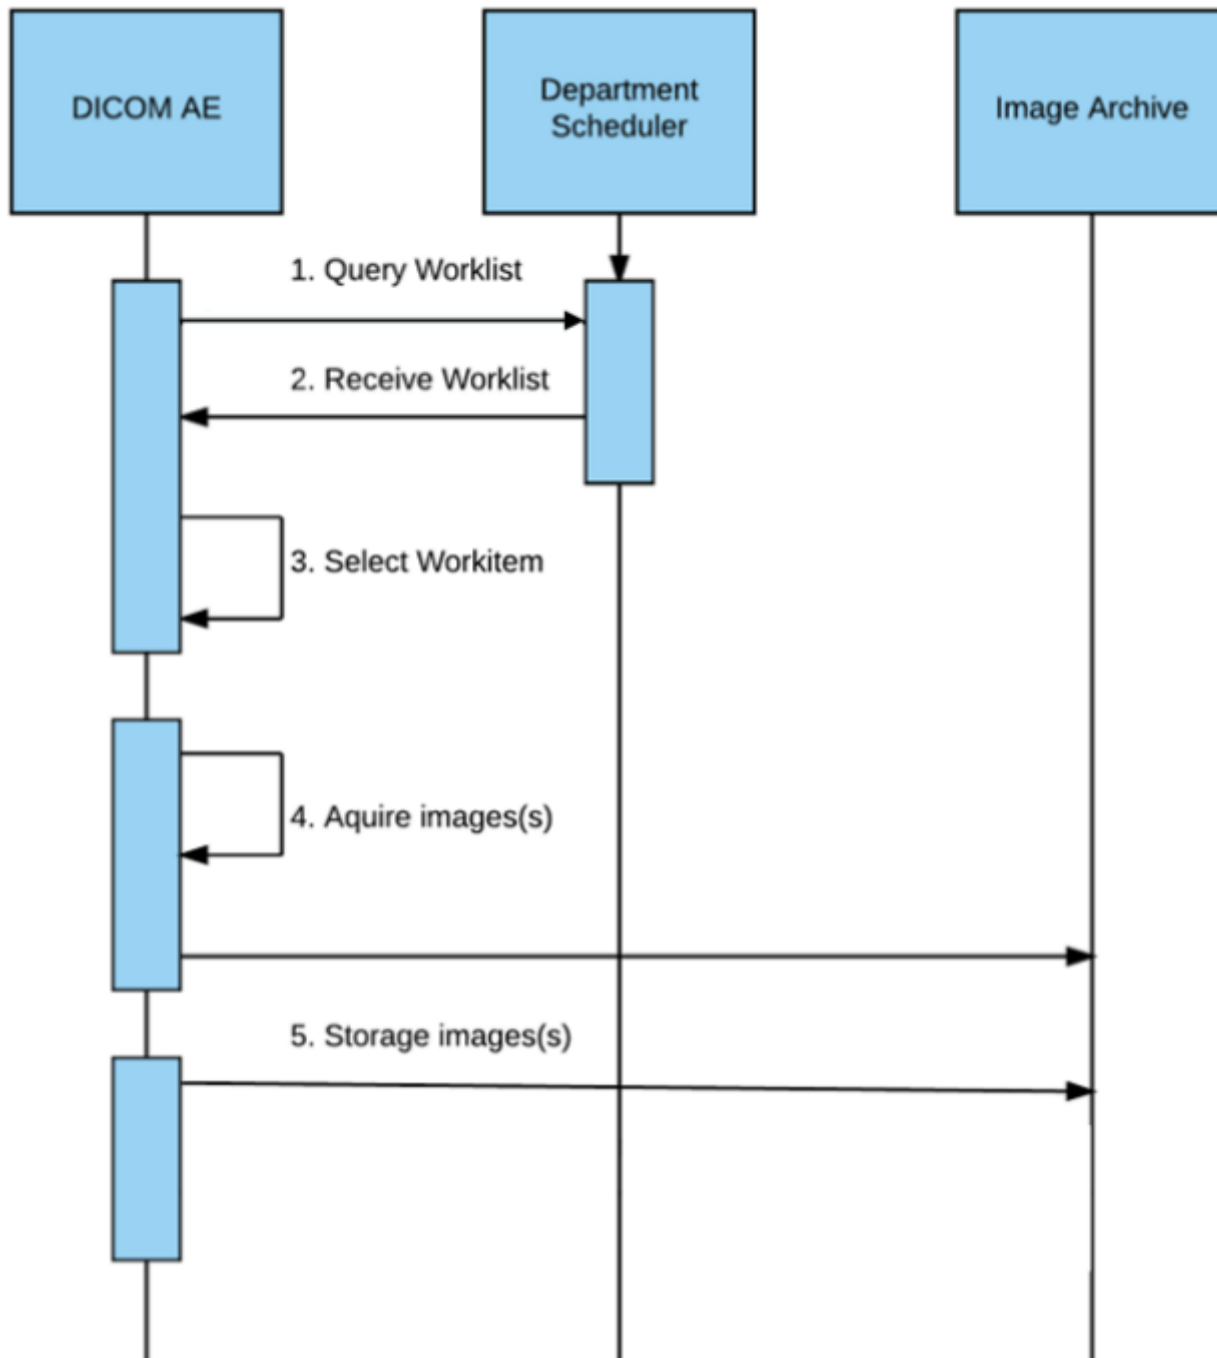 DICOM AE
Department
Scheduler
Image Archive
1. Query Worklist
2. Receive Worklist
3. Select Workitem
4. Aquire images(s)
5. Storage images(s)